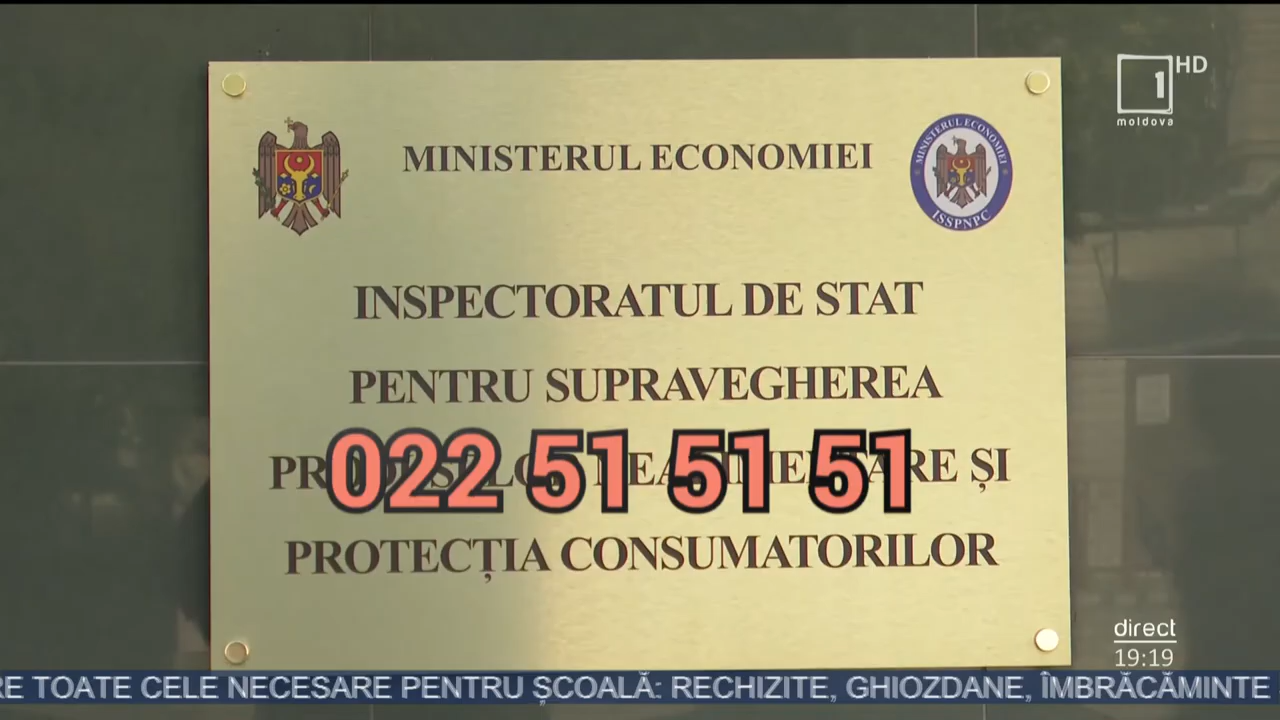 HD
1
moldova
MINISTERUL ECONOMIEI
MINISTERUL ECONOMIEI
ISSPNPC
INSPECTORATUL DE STAT
PENTRU SUPRAVEGHEREA
ȘI
022 51 51 51
PROTECȚIA CONSUMATORILOR
direct
19:19
TOATE CELE NECESARE PENTRU ȘCOALĂ: RECHIZITE, GHIOZDANE, ÎMBRĂCĂMINTE